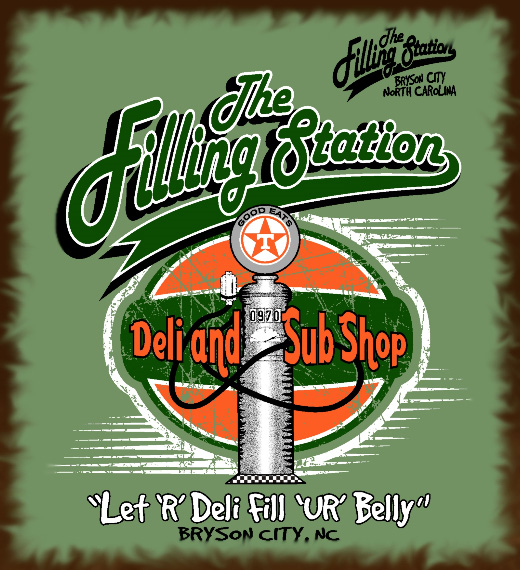 The
Filling Station
BRYSON CITY
NORTH CAROLINA
The
Filling Station
GOOD EATS
T
1970
Deli and Sub Shop
"Let 'R' Deli Fill 'UR' Belly"
BRYSON CITY, NC